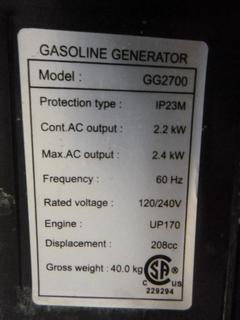 GASOLINE GENERATOR
Model : GG2700
Protection type : IP23M
Cont.AC output : 2.2 kW
Max.AC output : 2.4 kW
Frequency : 60 Hz
Rated voltage : 120/240V
Engine : UP170
Displacement : 208cc
Gross weight : 40.0 kg
C SA US
229294